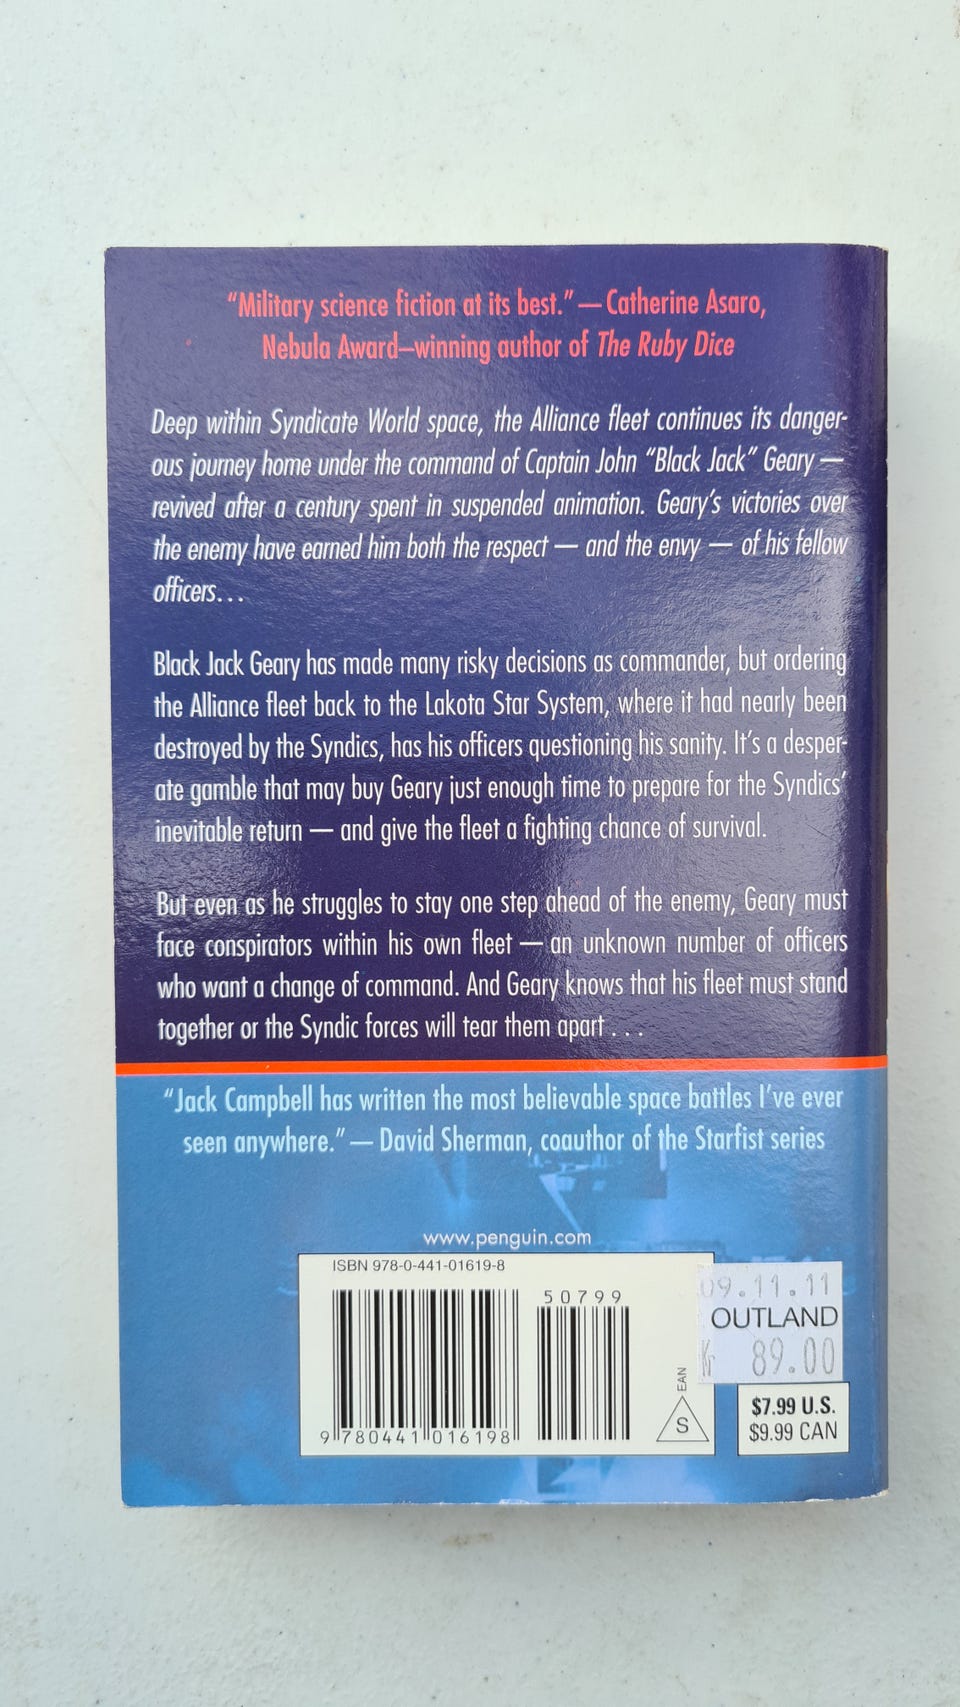 “Military science fiction at its best.” — Catherine Asaro,
Nebula Award–winning author of The Ruby Dice
Deep within Syndicate World space, the Alliance fleet continues its danger-
ous journey home under the command of Captain John “Black Jack” Geary —
revived after a century spent in suspended animation. Geary’s victories over
the enemy have earned him both the respect — and the envy — of his fellow
officers...
Black Jack Geary has made many risky decisions as commander, but ordering
the Alliance fleet back to the Lakota Star System, where it had nearly been
destroyed by the Syndics, has his officers questioning his sanity. It’s a desper-
ate gamble that may buy Geary just enough time to prepare for the Syndics’
inevitable return — and give the fleet a fighting chance of survival.
But even as he struggles to stay one step ahead of the enemy, Geary must
face conspirators within his own fleet — an unknown number of officers
who want a change of command. And Geary knows that his fleet must stand
together or the Syndic forces will tear them apart . . .
“Jack Campbell has written the most believable space battles I’ve ever
seen anywhere.” — David Sherman, coauthor of the Starfist series
www.penguin.com
ISBN 978-0-441-01619-8
50799
9 780441 016198
EAN
S
09.11.11
OUTLAND
Kr 89.00
$7.99 U.S.
$9.99 CAN